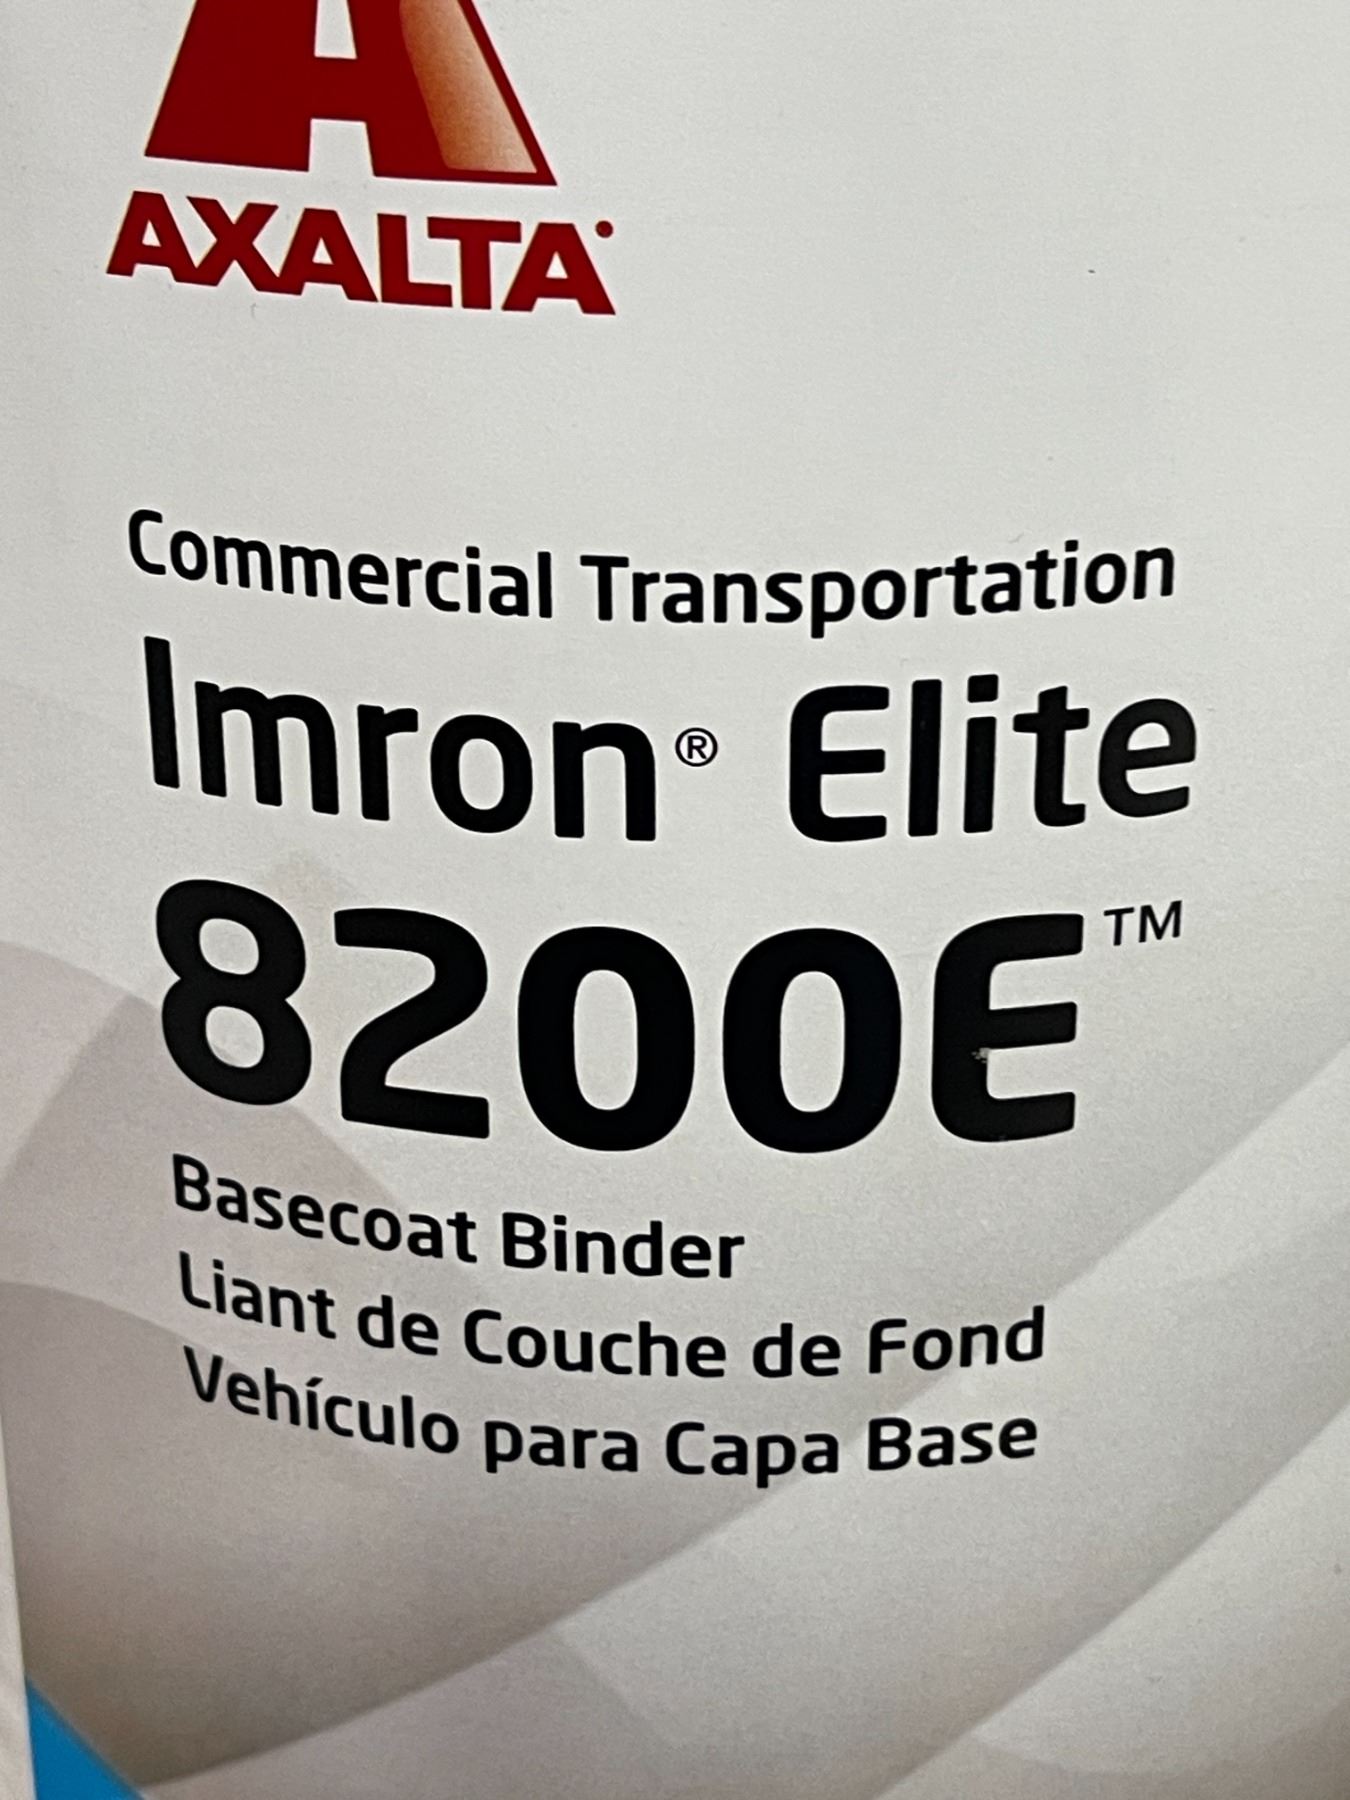 AXALTA
Commercial Transportation
Imron® Elite
8200E™
Basecoat Binder
Liant de Couche de Fond
Vehículo para Capa Base